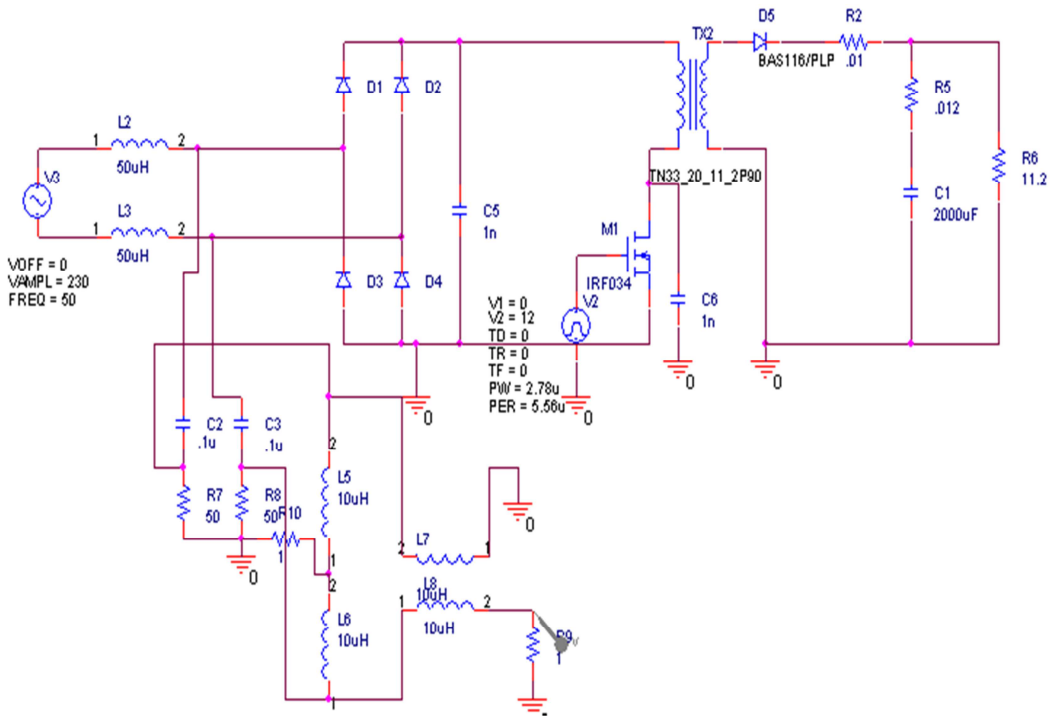 D5
R2
TX2
BAS116/PLP
.01
D1
D2
R5
.012
L2
1
2
50uH
R6
11.2
V3
TN33_20_11_2P90
C1
2000uF
L3
1
2
50uH
C5
1n
M1
VOFF = 0
VAMPL = 230
FREQ = 50
D3
D4
IRF034
V2
C6
1n
V1 = 0
V2 = 12
TD = 0
TR = 0
TF = 0
PW = 2.78u
PER = 5.56u
0
0
0
0
C2
.1u
C3
.1u
2
L5
10uH
R7
50
R8
50
R10
1
0
0
1
2
L7
2
1
L8
10uH
L6
10uH
1
2
10uH
R9
1
1